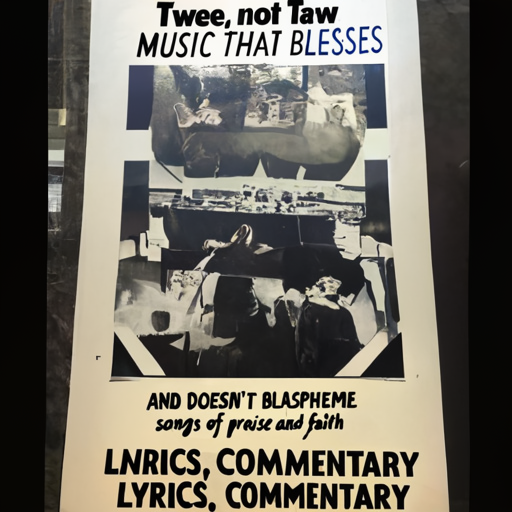 Twee, not Taw
MUSIC THAT BLESSES
AND DOESN'T BLASPHEME
songs of praise and faith
LNRICS, COMMENTARY
LYRICS, COMMENTARY